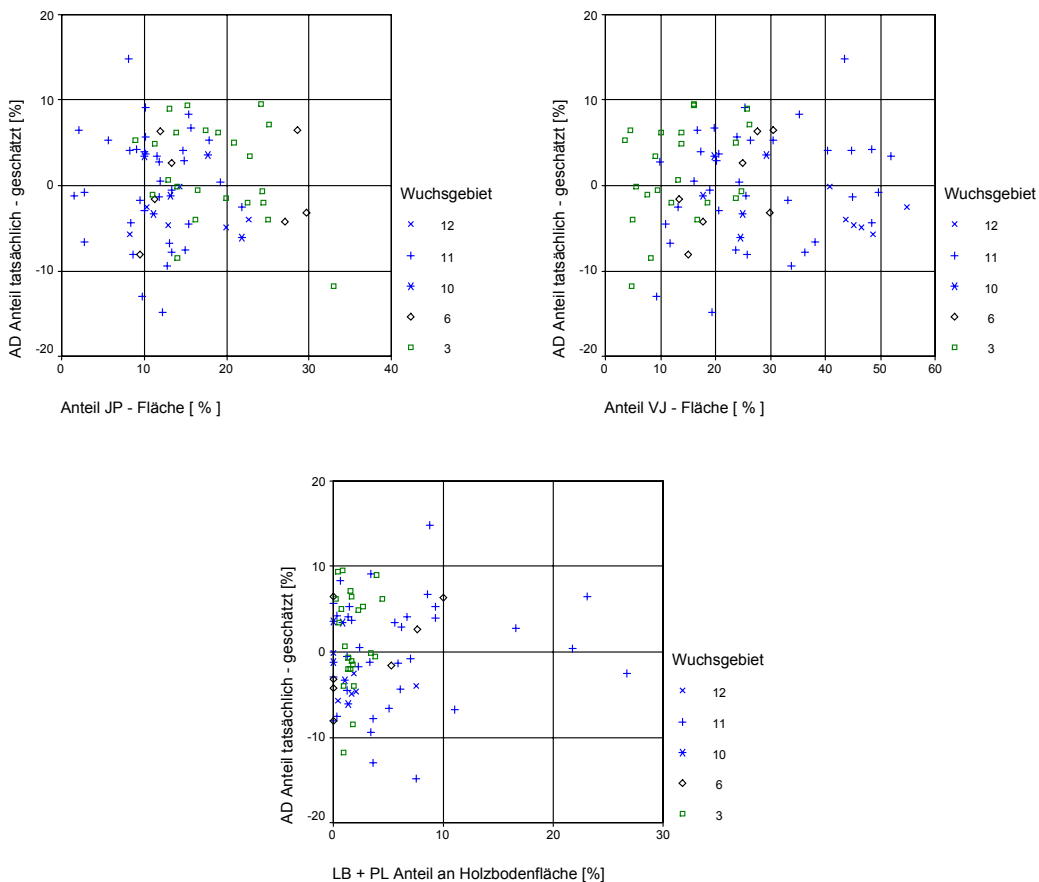 20
10
0
-10
-20
AD Anteil tatsächlich - geschätzt [%]
0 10 20 30 40
Anteil JP - Fläche [ % ]
Wuchsgebiet
12
11
10
6
3
20
10
0
-10
-20
AD Anteil tatsächlich - geschätzt [%]
0 10 20 30 40 50 60
Anteil VJ - Fläche [ % ]
Wuchsgebiet
12
11
10
6
3
20
10
0
-10
-20
AD Anteil tatsächlich - geschätzt [%]
0 10 20 30
LB + PL Anteil an Holzbodenfläche [%]
Wuchsgebiet
12
11
10
6
3